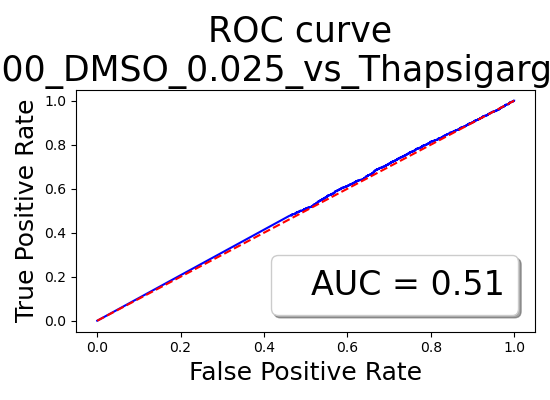 ROC curve
00_DMSO_0.025_vs_Thapsigarg
True Positive Rate
1.0
0.8
0.6
0.4
0.2
0.0
AUC = 0.51
0.0 0.2 0.4 0.6 0.8 1.0
False Positive Rate